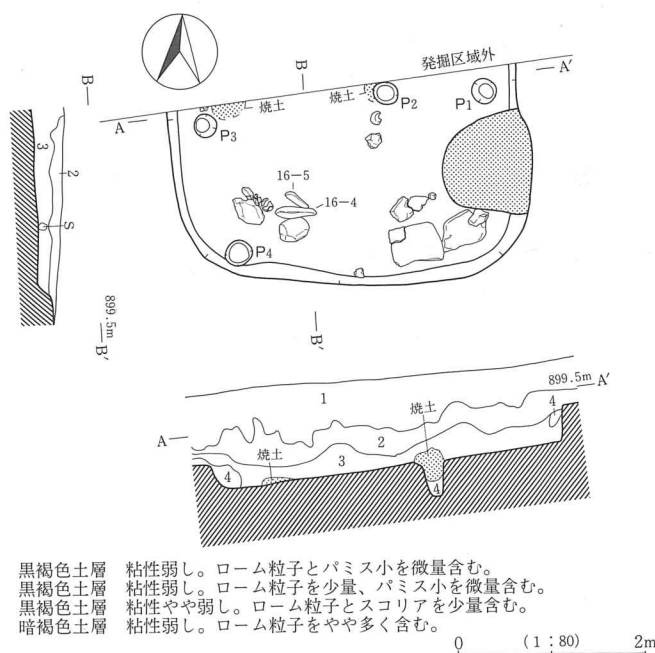 発掘区域外
A′
B
B
焼土
P2
P1
焼土
A
P3
3
2
16-5
16-4
S
P4
899.5m
B′
B′
899.5m
A′
1
4
焼土
A
2
焼土
3
4
4
黒褐色土層 粘性弱し。ローム粒子とパミス小を微量含む。
黒褐色土層 粘性弱し。ローム粒子を少量、パミス小を微量含む。
黒褐色土層 粘性やや弱し。ローム粒子とスコリアを少量含む。
暗褐色土層 粘性弱し。ローム粒子をやや多く含む。
0 (1:80) 2m